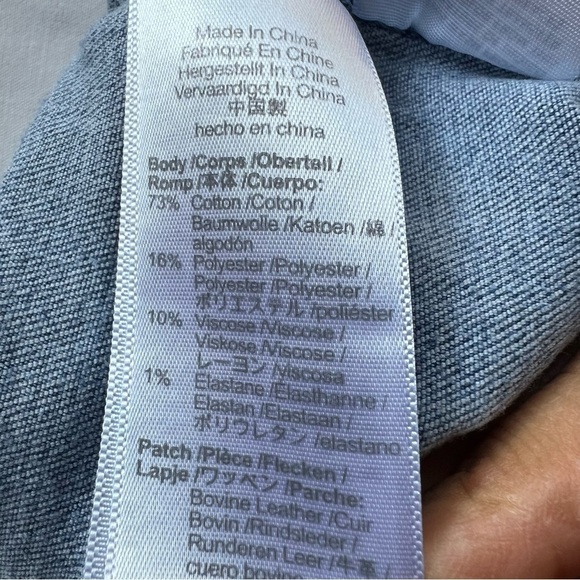 Made In China
Fabriqué En Chine
Hergestellt In China
Vervaardigd In China
中国製
hecho en china
Body /Corps /Obertell /
Romp /本体 /Cuerpo:
73% Cotton /Coton /
Baumwolle /Katoen /綿 /
algodón
16% Polyester /Polyester /
Polyester /Polyester /
ポリエステル /poliéster
10% Viscose /Viscose /
Viskose /Viscose /
レーヨン /viscosa
1% Elastane /Elasthanne /
Elastan /Elastaan /
ポリウレタン /elastano
Patch /Pièce /Flecken /
Lapje /ワッペン /Parche:
Bovine Leather /Cuir
Bovin /Rindsleder /
Runderen Leer /牛革 /
cuero bovino